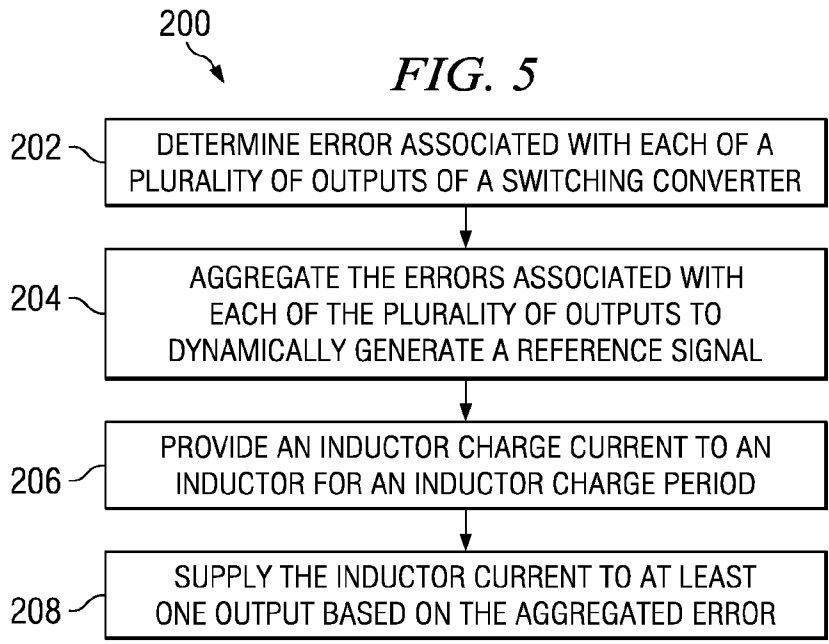 200
FIG. 5
202
DETERMINE ERROR ASSOCIATED WITH EACH OF A
PLURALITY OF OUTPUTS OF A SWITCHING CONVERTER
204
AGGREGATE THE ERRORS ASSOCIATED WITH
EACH OF THE PLURALITY OF OUTPUTS TO
DYNAMICALLY GENERATE A REFERENCE SIGNAL
206
PROVIDE AN INDUCTOR CHARGE CURRENT TO AN
INDUCTOR FOR AN INDUCTOR CHARGE PERIOD
208
SUPPLY THE INDUCTOR CURRENT TO AT LEAST
ONE OUTPUT BASED ON THE AGGREGATED ERROR